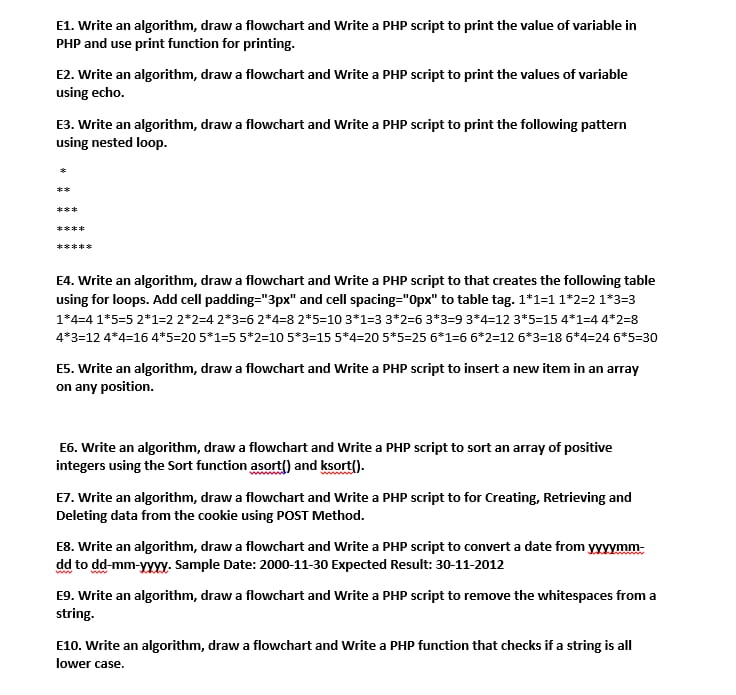 E1. Write an algorithm, draw a flowchart and Write a PHP script to print the value of variable in
PHP and use print function for printing.
E2. Write an algorithm, draw a flowchart and Write a PHP script to print the values of variable
using echo.
E3. Write an algorithm, draw a flowchart and Write a PHP script to print the following pattern
using nested loop.
*
**
***
****
*****
E4. Write an algorithm, draw a flowchart and Write a PHP script to that creates the following table
using for loops. Add cell padding="3px" and cell spacing="0px" to table tag. 1*1=1 1*2=2 1*3=3
1*4=4 1*5=5 2*1=2 2*2=4 2*3=6 2*4=8 2*5=10 3*1=3 3*2=6 3*3=9 3*4=12 3*5=15 4*1=4 4*2=8
4*3=12 4*4=16 4*5=20 5*1=5 5*2=10 5*3=15 5*4=20 5*5=25 6*1=6 6*2=12 6*3=18 6*4=24 6*5=30
E5. Write an algorithm, draw a flowchart and Write a PHP script to insert a new item in an array
on any position.
E6. Write an algorithm, draw a flowchart and Write a PHP script to sort an array of positive
integers using the Sort function asort() and ksort().
E7. Write an algorithm, draw a flowchart and Write a PHP script to for Creating, Retrieving and
Deleting data from the cookie using POST Method.
E8. Write an algorithm, draw a flowchart and Write a PHP script to convert a date from yyyymm-
dd to dd-mm-yyyy. Sample Date: 2000-11-30 Expected Result: 30-11-2012
E9. Write an algorithm, draw a flowchart and Write a PHP script to remove the whitespaces from a
string.
E10. Write an algorithm, draw a flowchart and Write a PHP function that checks if a string is all
lower case.